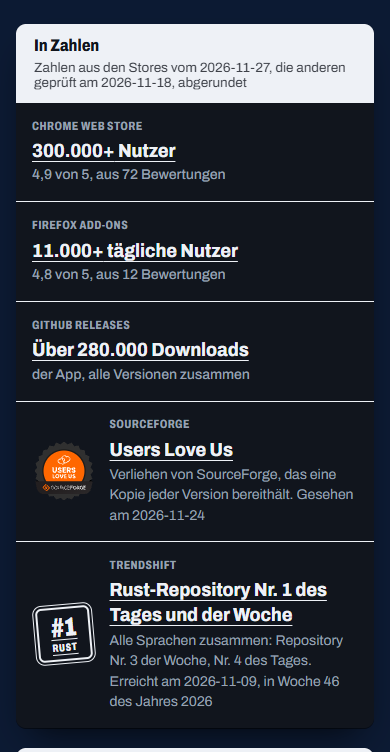 In Zahlen
Zahlen aus den Stores vom 2026-11-27, die anderen
geprüft am 2026-11-18, abgerundet
CHROME WEB STORE
300.000+ Nutzer
4,9 von 5, aus 72 Bewertungen
FIREFOX ADD-ONS
11.000+ tägliche Nutzer
4,8 von 5, aus 12 Bewertungen
GITHUB RELEASES
Über 280.000 Downloads
der App, alle Versionen zusammen
SOURCEFORGE
Users Love Us
Verliehen von SourceForge, das eine
Kopie jeder Version bereithält. Gesehen
am 2026-11-24
USERS
LOVE US
SOURCEFORGE
TRENDSHIFT
Rust-Repository Nr. 1 des
Tages und der Woche
Alle Sprachen zusammen: Repository
Nr. 3 der Woche, Nr. 4 des Tages.
Erreicht am 2026-11-09, in Woche 46
des Jahres 2026
#1
RUST